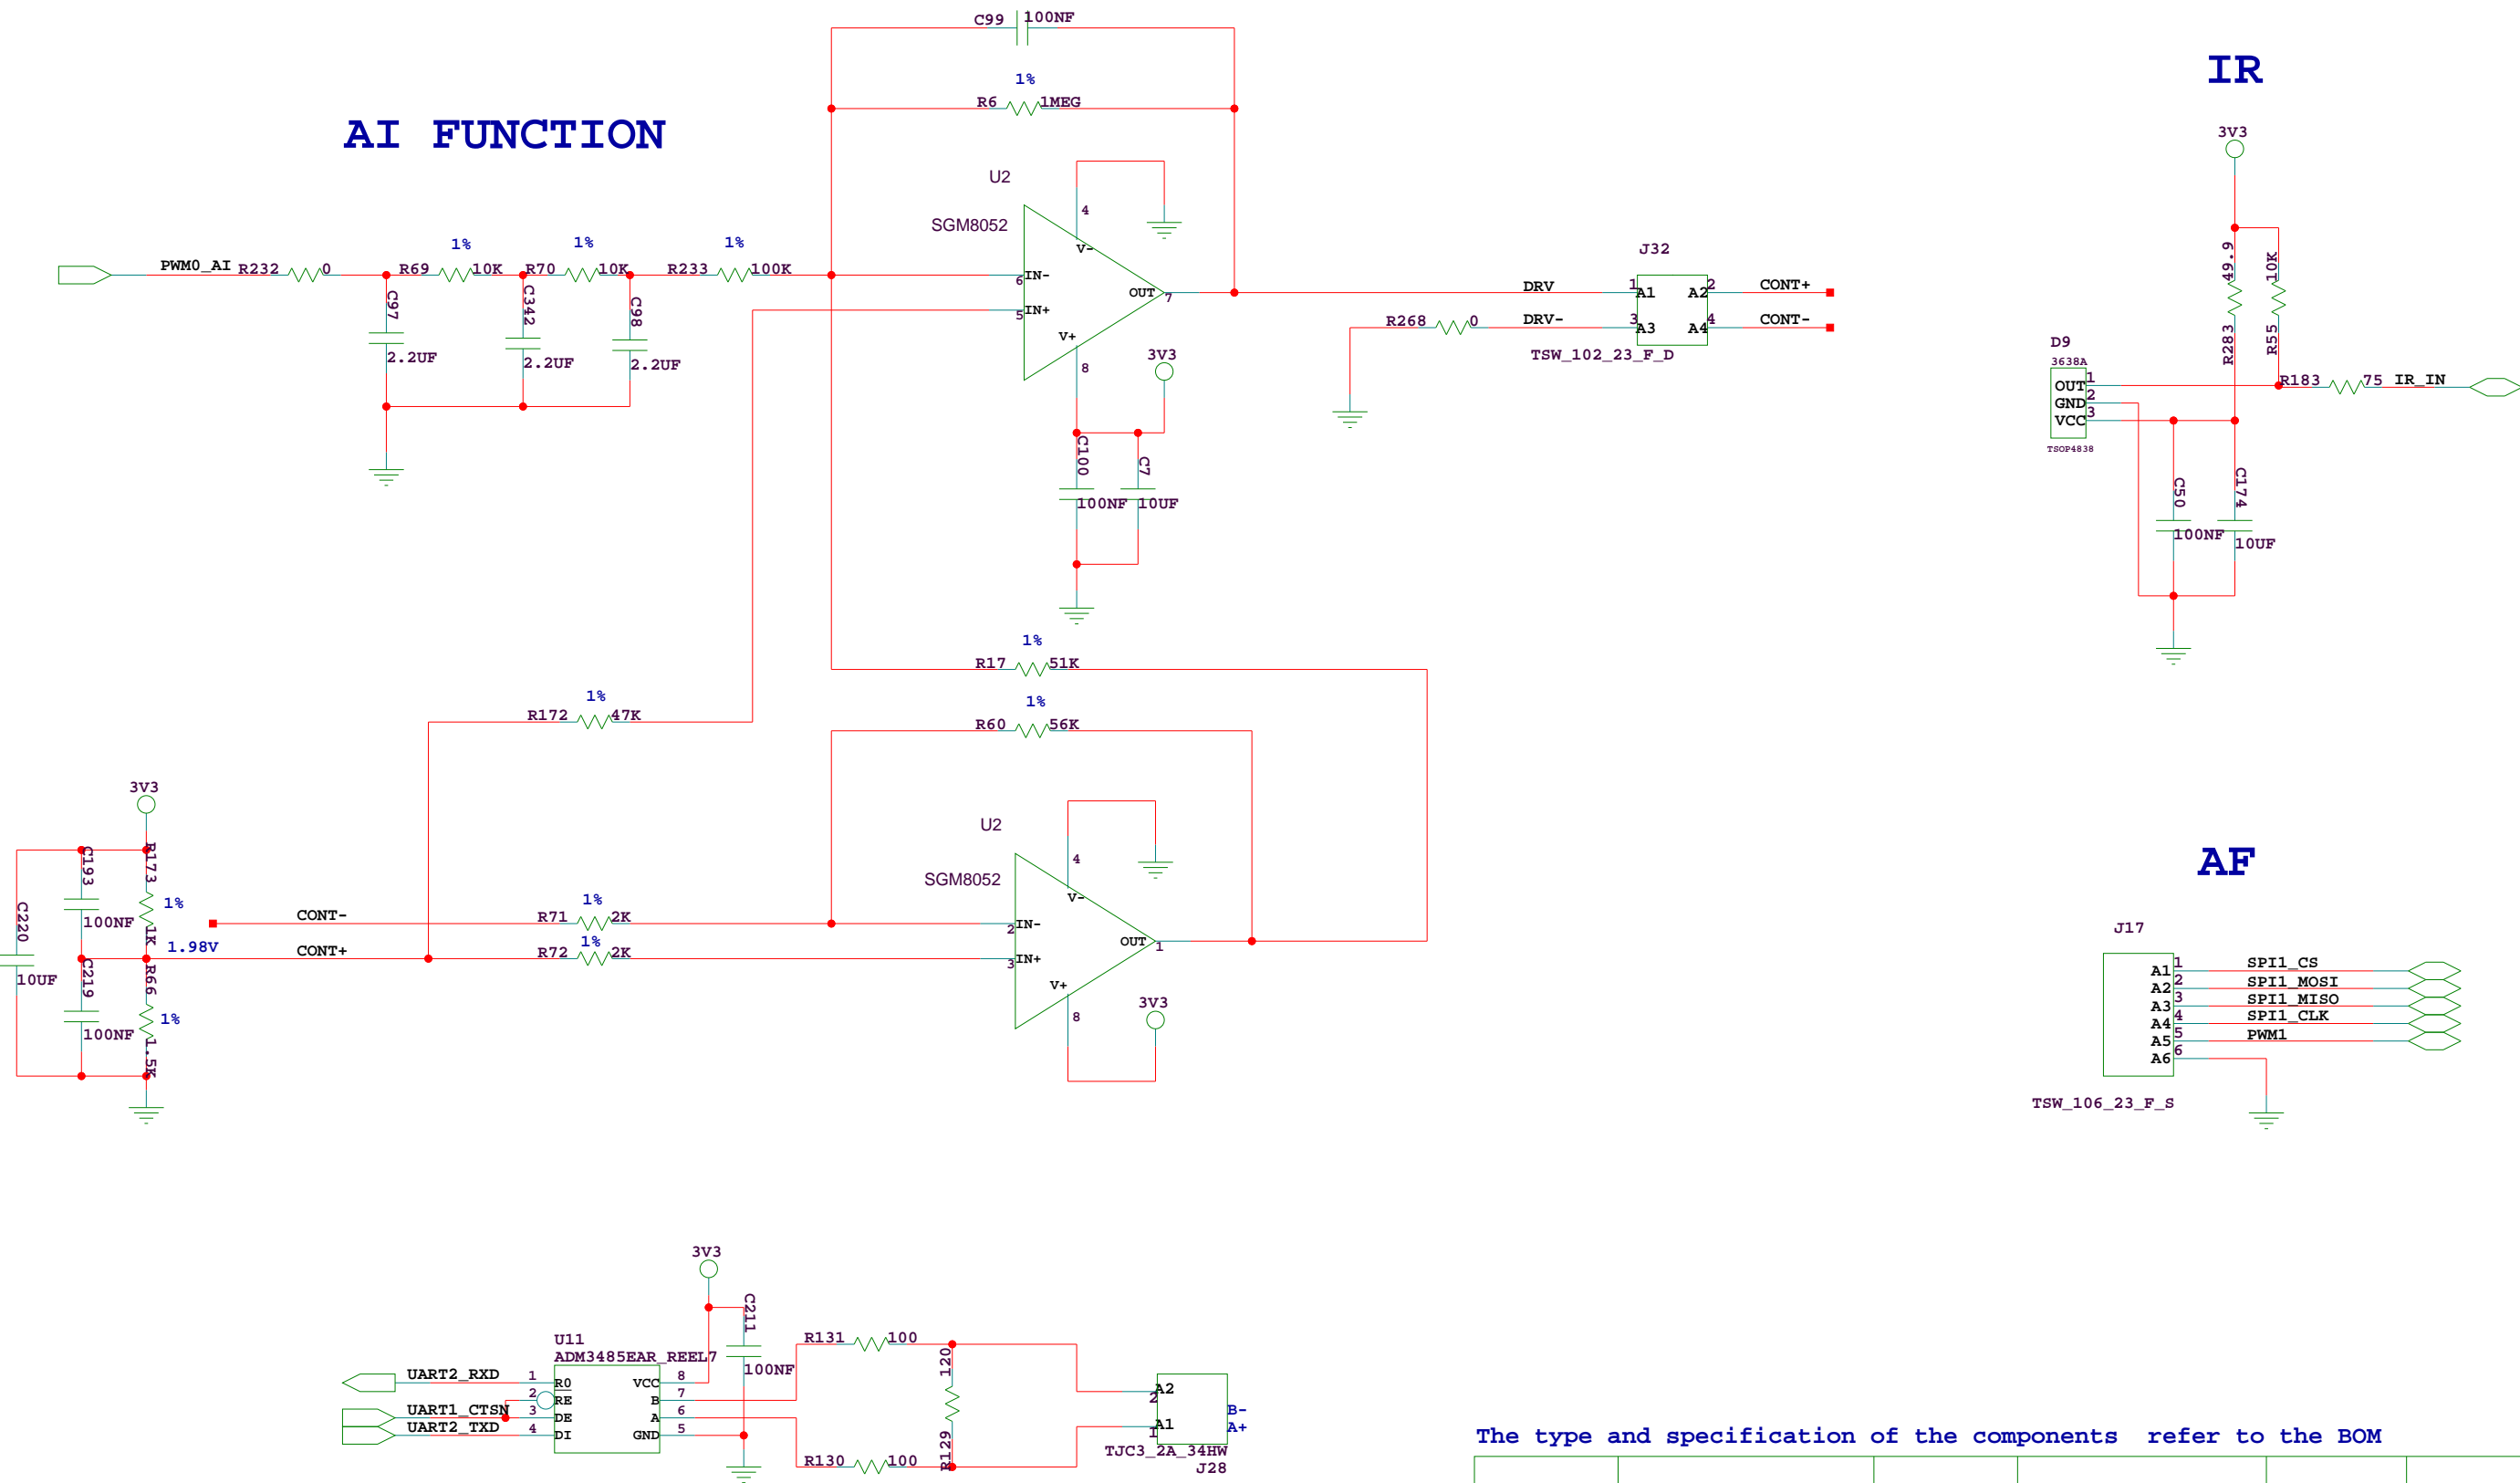 AI FUNCTION
C99 100NF
1%
R6 1MEG
U2
SGM8052
4
V-
PWM0_AI R232 0
1%
R69 10K
1%
R70 10K
1%
R233 100K
C97
2.2UF
C342
2.2UF
C98
2.2UF
IN-
6
IN+
5
OUT 7
V+
8
3V3
C100
100NF
C7
10UF
DRV
R268 0 DRV-
J32
1 A1 A2 2
3 A3 A4 4
CONT+
CONT-
TSW_102_23_F_D
1%
R17 51K
1%
R172 47K
1%
R60 56K
3V3
C193
100NF
R173
1%
1K
C220
10UF
1.98V
C219
100NF
R66
1%
1.5K
CONT-
CONT+
1%
R71 2K
1%
R72 2K
U2
SGM8052
4
V-
2 IN-
3 IN+
OUT 1
V+
8
3V3
IR
3V3
49.9
R283
10K
R55
D9
3638A
OUT 1
GND 2
VCC 3
TSOP4838
R183 75 IR_IN
C50
100NF
C174
10UF
AF
J17
A1 1 SPI1_CS
A2 2 SPI1_MOSI
A3 3 SPI1_MISO
A4 4 SPI1_CLK
A5 5 PWM1
A6 6
TSW_106_23_F_S
3V3
C211
100NF
U11
ADM3485EAR_REEL7
UART2_RXD 1 R0 VCC 8
2 RE B 7
UART1_CTSN 3 DE A 6
UART2_TXD 4 DI GND 5
R131 100
R130 100
120
R129
A2
2
A1
1
B-
A+
TJC3_2A_34HW
J28
The type and specification of the components refer to the BOM